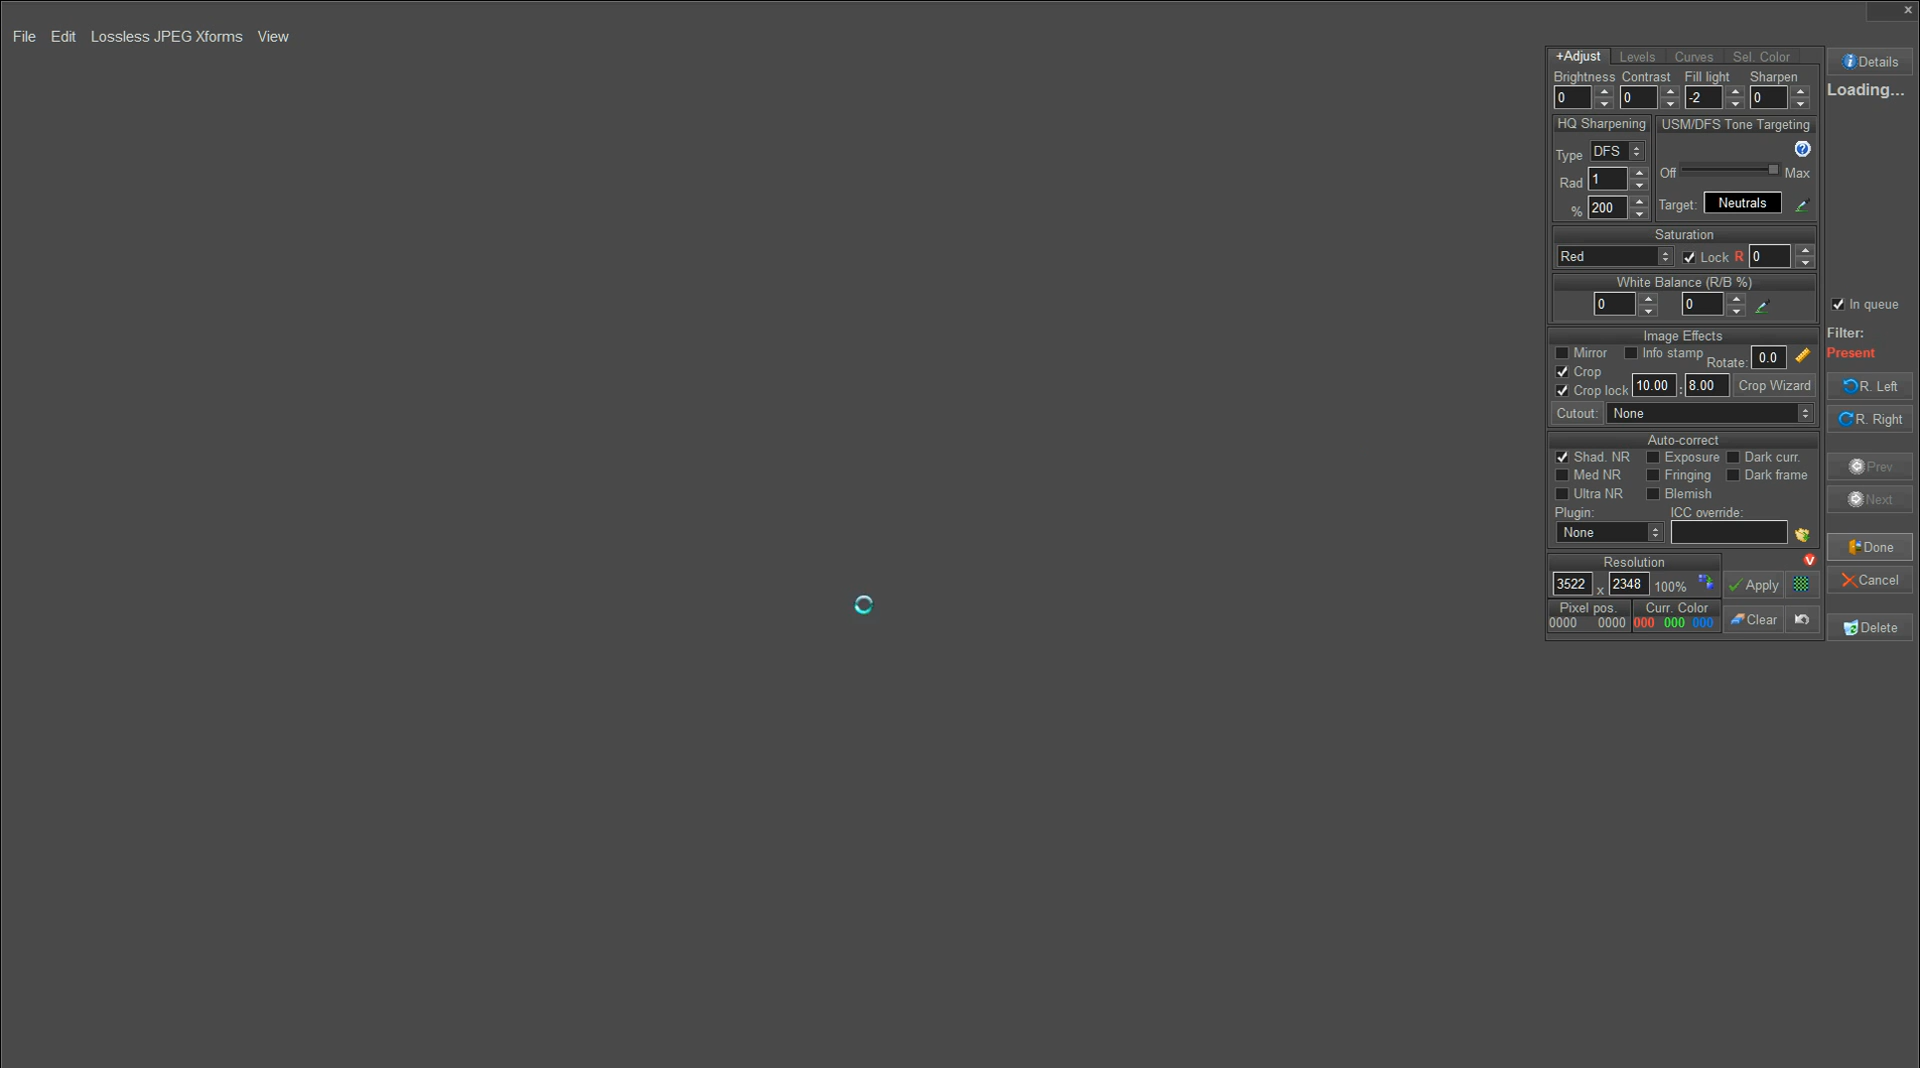 File Edit Lossless JPEG Xforms View
+Adjust Levels Curves Sel. Color
Details
Loading...
Brightness Contrast Fill light Sharpen
0 0 -2 0
HQ Sharpening
USM/DFS Tone Targeting
Type DFS
Off Max
Rad 1
Target: Neutrals
% 200
Saturation
Red Lock R 0
White Balance (R/B %)
0 0
In queue
Filter:
Present
Image Effects
Mirror Info stamp Rotate: 0.0
Crop
Crop lock 10.00 : 8.00 Crop Wizard
Cutout: None
R. Left
R. Right
Auto-correct
Shad. NR Exposure Dark curr.
Med NR Fringing Dark frame
Ultra NR Blemish
Prev
Next
Plugin: ICC override:
None
Done
Resolution
3522 x 2348 100% Apply
Cancel
Pixel pos. Curr. Color
0000 0000 000 000 000
Clear
Delete